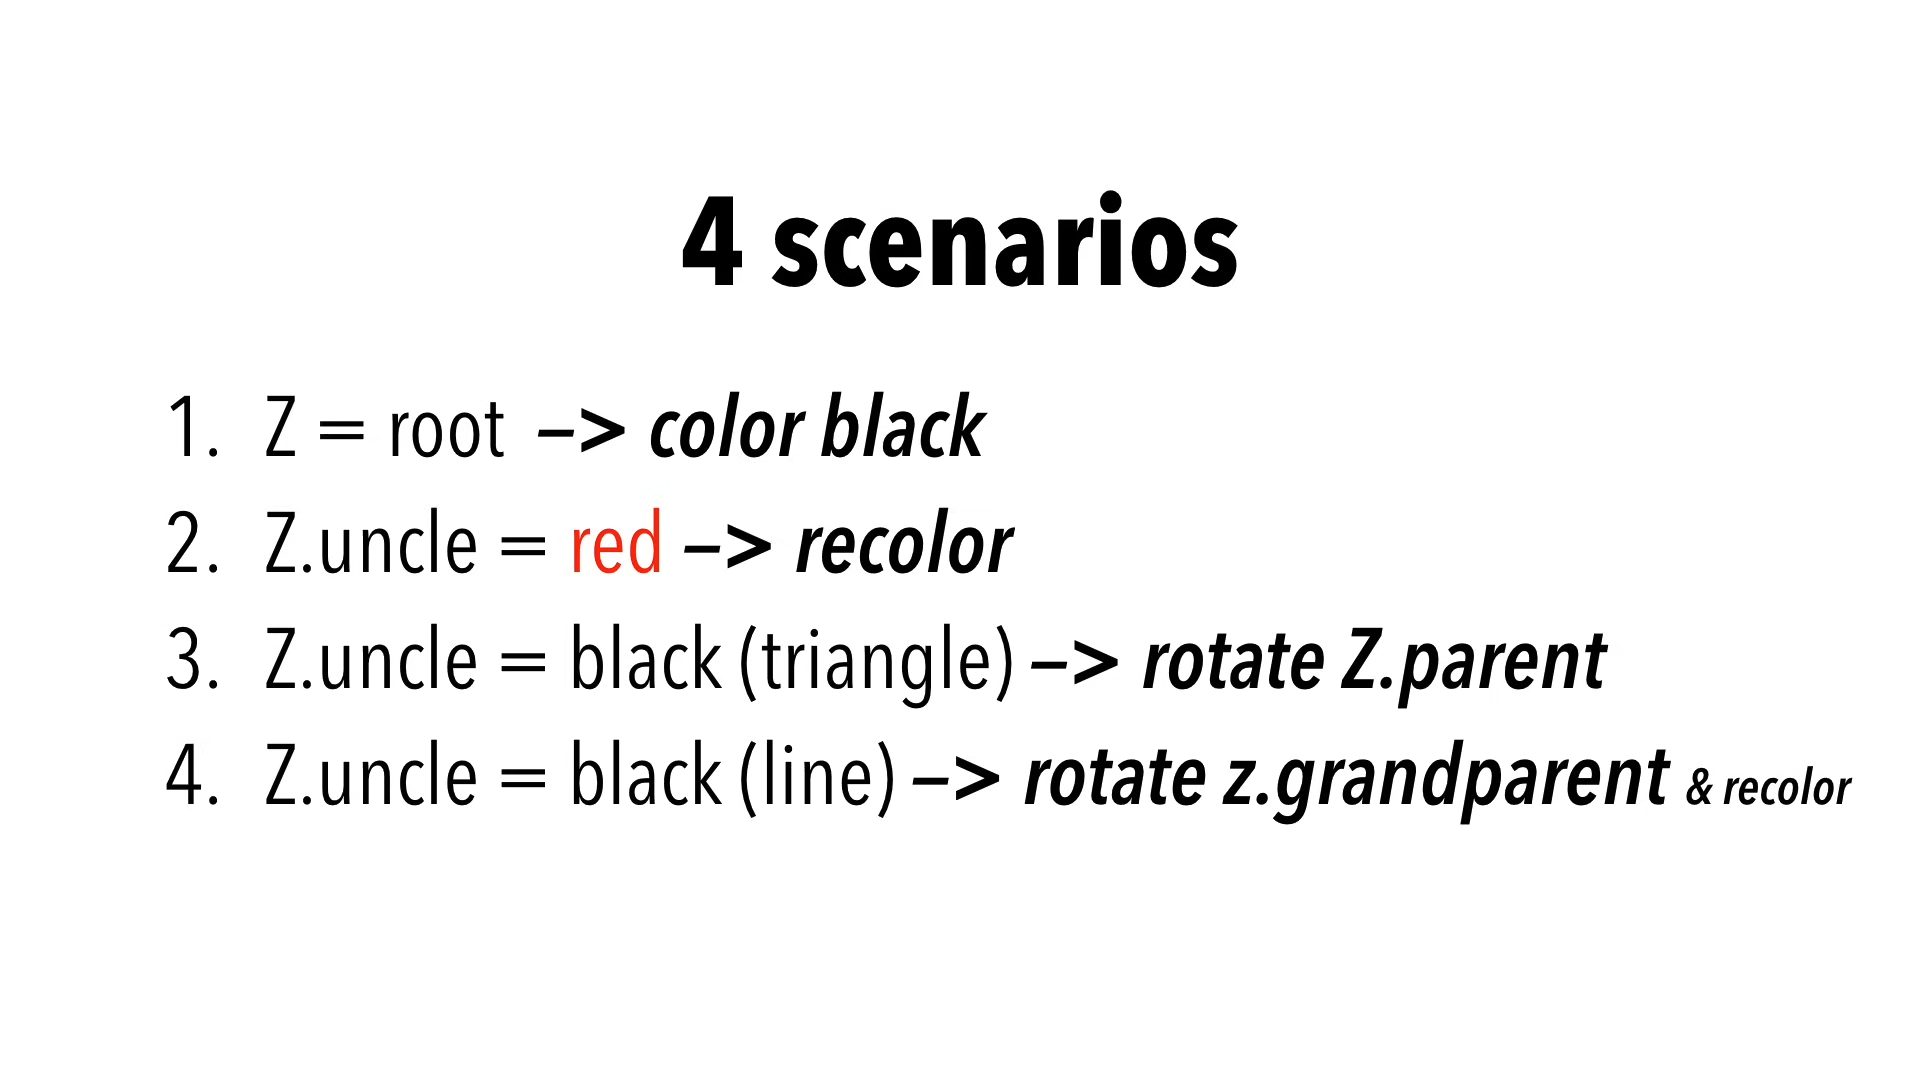 4 scenarios
1. Z = root –> color black
2. Z.uncle = red –> recolor
3. Z.uncle = black (triangle) –> rotate Z.parent
4. Z.uncle = black (line) –> rotate z.grandparent & recolor